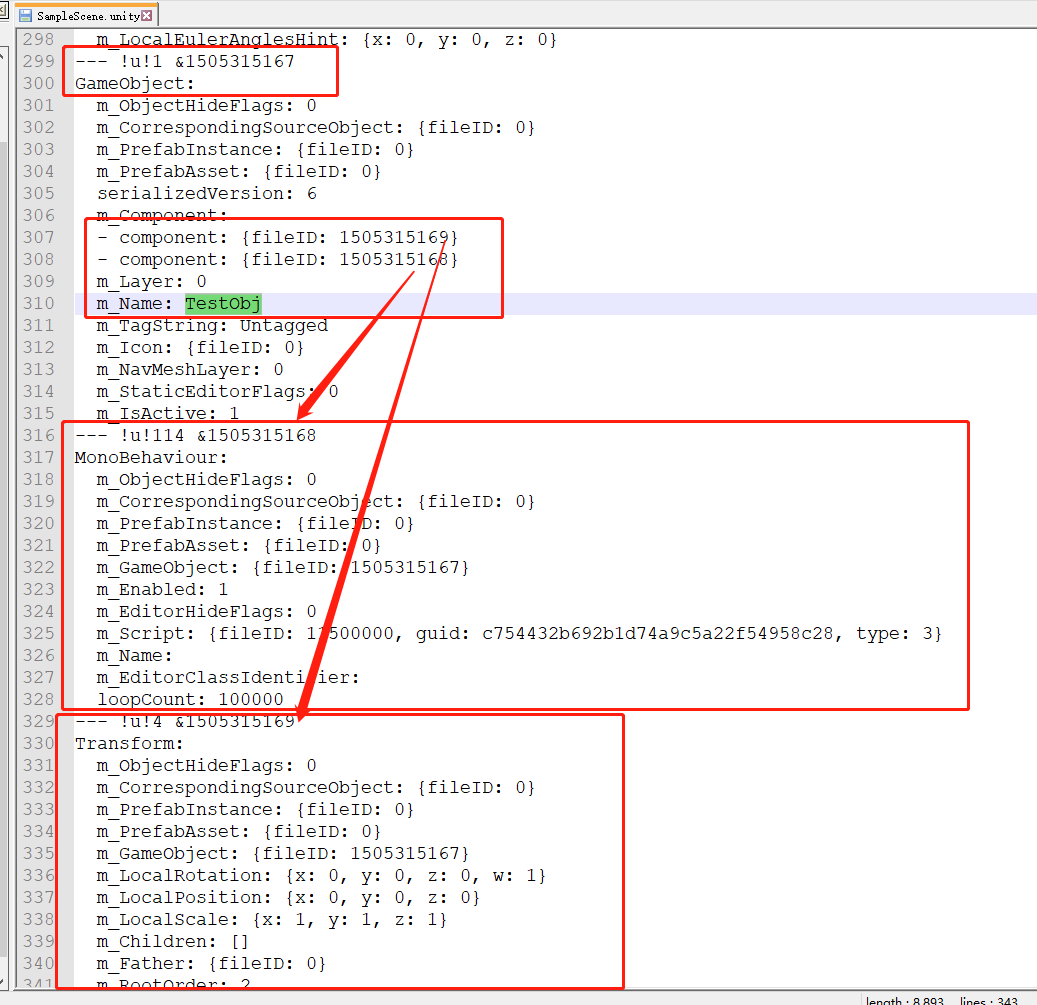 SampleScene.unity
298 m_LocalEulerAnglesHint: {x: 0, y: 0, z: 0}
299 --- !u!1 &1505315167
300 GameObject:
301 m_ObjectHideFlags: 0
302 m_CorrespondingSourceObject: {fileID: 0}
303 m_PrefabInstance: {fileID: 0}
304 m_PrefabAsset: {fileID: 0}
305 serializedVersion: 6
306 m_Component:
307 - component: {fileID: 1505315169}
308 - component: {fileID: 1505315168}
309 m_Layer: 0
310 m_Name: TestObj
311 m_TagString: Untagged
312 m_Icon: {fileID: 0}
313 m_NavMeshLayer: 0
314 m_StaticEditorFlags: 0
315 m_IsActive: 1
316 --- !u!114 &1505315168
317 MonoBehaviour:
318 m_ObjectHideFlags: 0
319 m_CorrespondingSourceObject: {fileID: 0}
320 m_PrefabInstance: {fileID: 0}
321 m_PrefabAsset: {fileID: 0}
322 m_GameObject: {fileID: 1505315167}
323 m_Enabled: 1
324 m_EditorHideFlags: 0
325 m_Script: {fileID: 11500000, guid: c754432b692b1d74a9c5a22f54958c28, type: 3}
326 m_Name:
327 m_EditorClassIdentifier:
328 loopCount: 100000
329 --- !u!4 &1505315169
330 Transform:
331 m_ObjectHideFlags: 0
332 m_CorrespondingSourceObject: {fileID: 0}
333 m_PrefabInstance: {fileID: 0}
334 m_PrefabAsset: {fileID: 0}
335 m_GameObject: {fileID: 1505315167}
336 m_LocalRotation: {x: 0, y: 0, z: 0, w: 1}
337 m_LocalPosition: {x: 0, y: 0, z: 0}
338 m_LocalScale: {x: 1, y: 1, z: 1}
339 m_Children: []
340 m_Father: {fileID: 0}
341 m_RootOrder: 2
length : 8,893 lines : 343